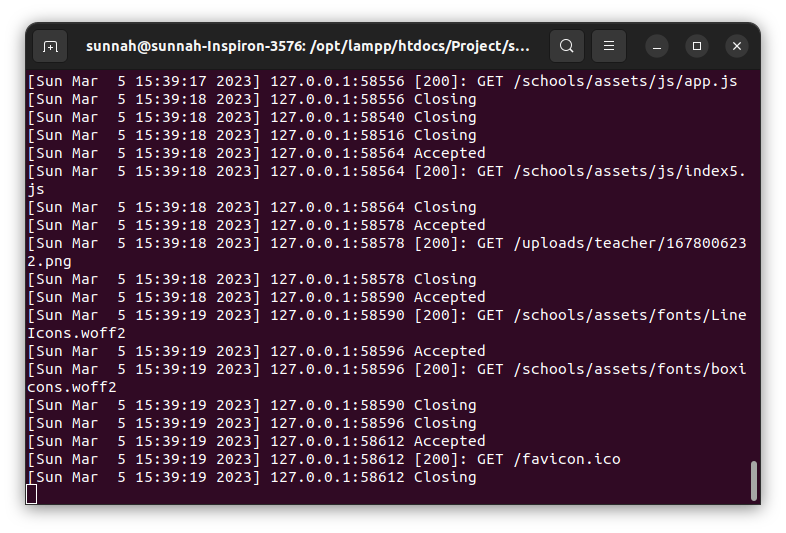 sunnah@sunnah-Inspiron-3576: /opt/lampp/htdocs/Project/s...
[Sun Mar  5 15:39:17 2023] 127.0.0.1:58556 [200]: GET /schools/assets/js/app.js
[Sun Mar  5 15:39:18 2023] 127.0.0.1:58556 Closing
[Sun Mar  5 15:39:18 2023] 127.0.0.1:58540 Closing
[Sun Mar  5 15:39:18 2023] 127.0.0.1:58516 Closing
[Sun Mar  5 15:39:18 2023] 127.0.0.1:58564 Accepted
[Sun Mar  5 15:39:18 2023] 127.0.0.1:58564 [200]: GET /schools/assets/js/index5.
js
[Sun Mar  5 15:39:18 2023] 127.0.0.1:58564 Closing
[Sun Mar  5 15:39:18 2023] 127.0.0.1:58578 Accepted
[Sun Mar  5 15:39:18 2023] 127.0.0.1:58578 [200]: GET /uploads/teacher/167800623
2.png
[Sun Mar  5 15:39:18 2023] 127.0.0.1:58578 Closing
[Sun Mar  5 15:39:18 2023] 127.0.0.1:58590 Accepted
[Sun Mar  5 15:39:19 2023] 127.0.0.1:58590 [200]: GET /schools/assets/fonts/Line
Icons.woff2
[Sun Mar  5 15:39:19 2023] 127.0.0.1:58596 Accepted
[Sun Mar  5 15:39:19 2023] 127.0.0.1:58596 [200]: GET /schools/assets/fonts/boxi
cons.woff2
[Sun Mar  5 15:39:19 2023] 127.0.0.1:58590 Closing
[Sun Mar  5 15:39:19 2023] 127.0.0.1:58596 Closing
[Sun Mar  5 15:39:19 2023] 127.0.0.1:58612 Accepted
[Sun Mar  5 15:39:19 2023] 127.0.0.1:58612 [200]: GET /favicon.ico
[Sun Mar  5 15:39:19 2023] 127.0.0.1:58612 Closing